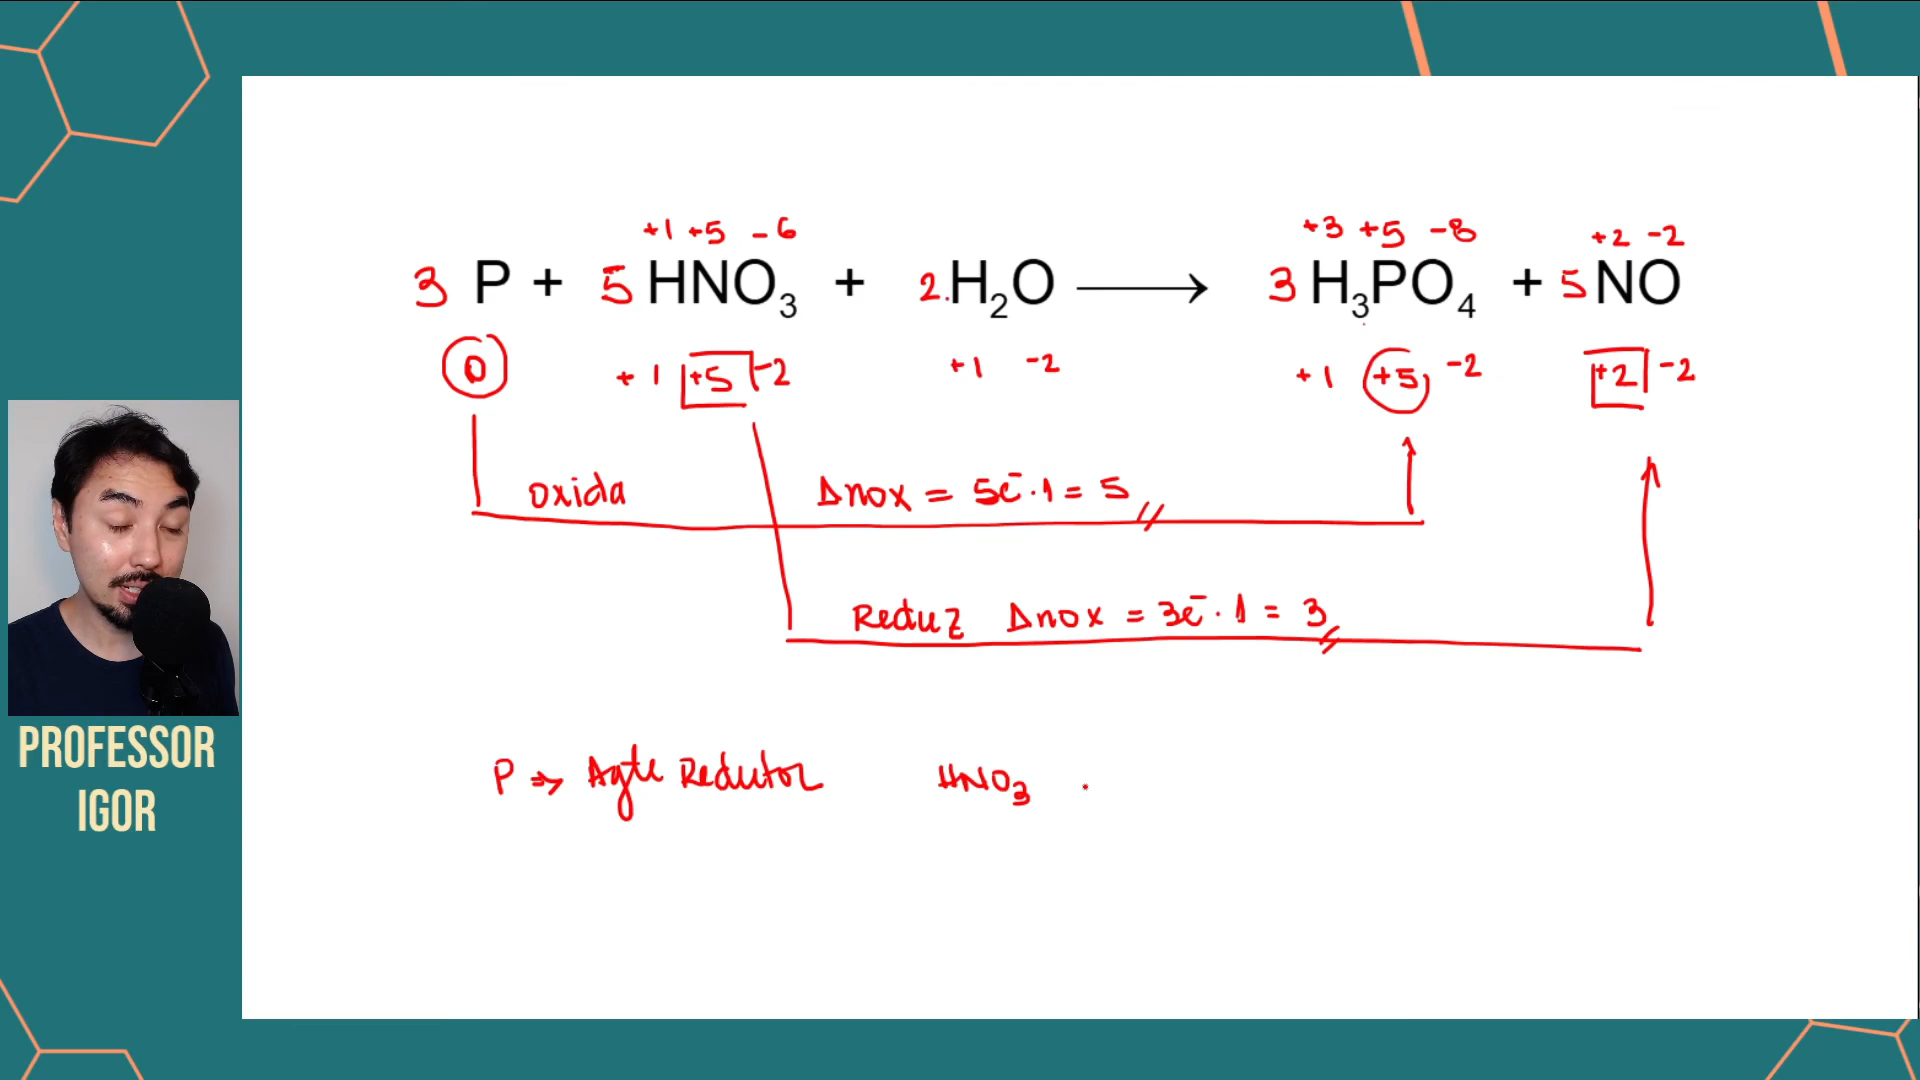 +1 +5 -6 +3 +5 -8 +2 -2
3 P + 5 HNO₃ + 2 H₂O ⟶ 3 H₃PO₄ + 5 NO
0 +1 +5 -2 +1 -2 +1 +5 -2 +2 -2
oxida Δnox = 5e⁻ · 1 = 5
Reduz Δnox = 3e⁻ · 1 = 3
P ⇒ Agte Redutor HNO₃
PROFESSOR
IGOR